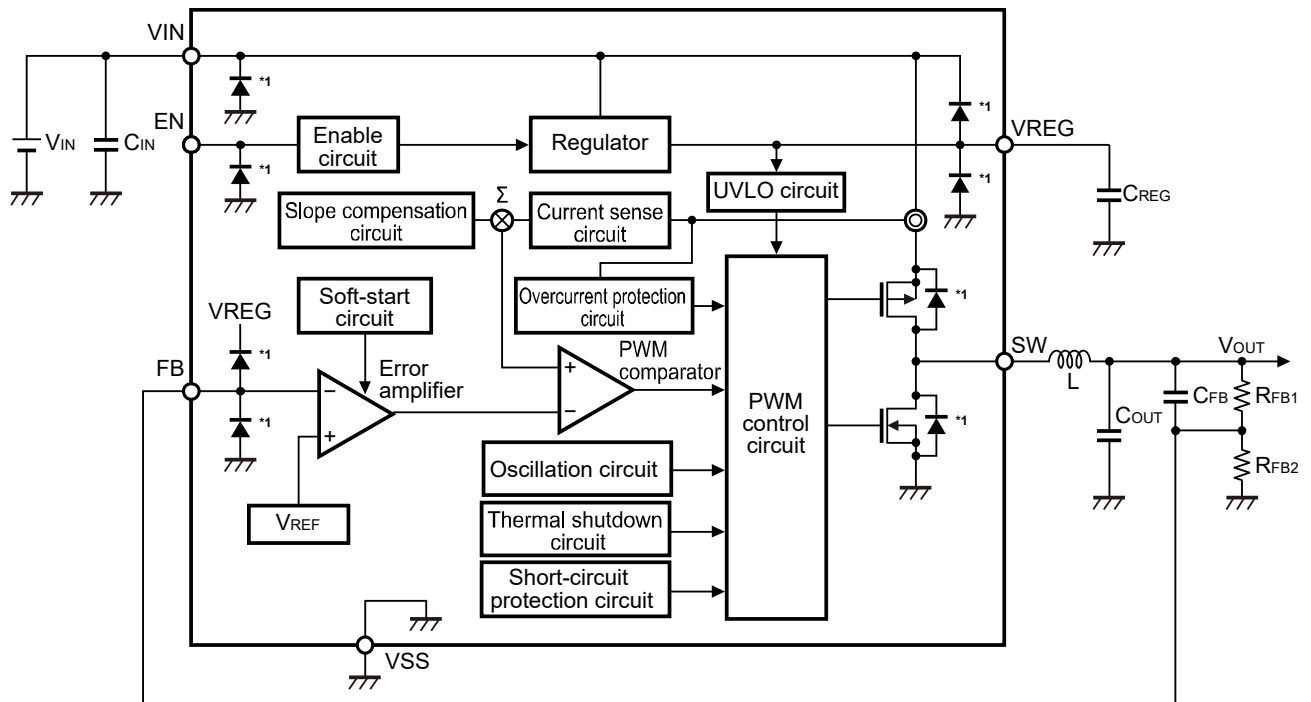 VIN
*1
*1
EN
Enable
circuit
Regulator
VREG
VIN
CIN
*1
*1
UVLO circuit
CREG
Σ
Slope compensation
circuit
Current sense
circuit
Soft-start
circuit
Overcurrent protection
circuit
*1
VREG
*1
FB
Error
amplifier
PWM
comparator
SW
L
VOUT
−
+
+
−
*1
PWM
control
circuit
*1
COUT
CFB
RFB1
RFB2
Oscillation circuit
VREF
Thermal shutdown
circuit
Short-circuit
protection circuit
VSS